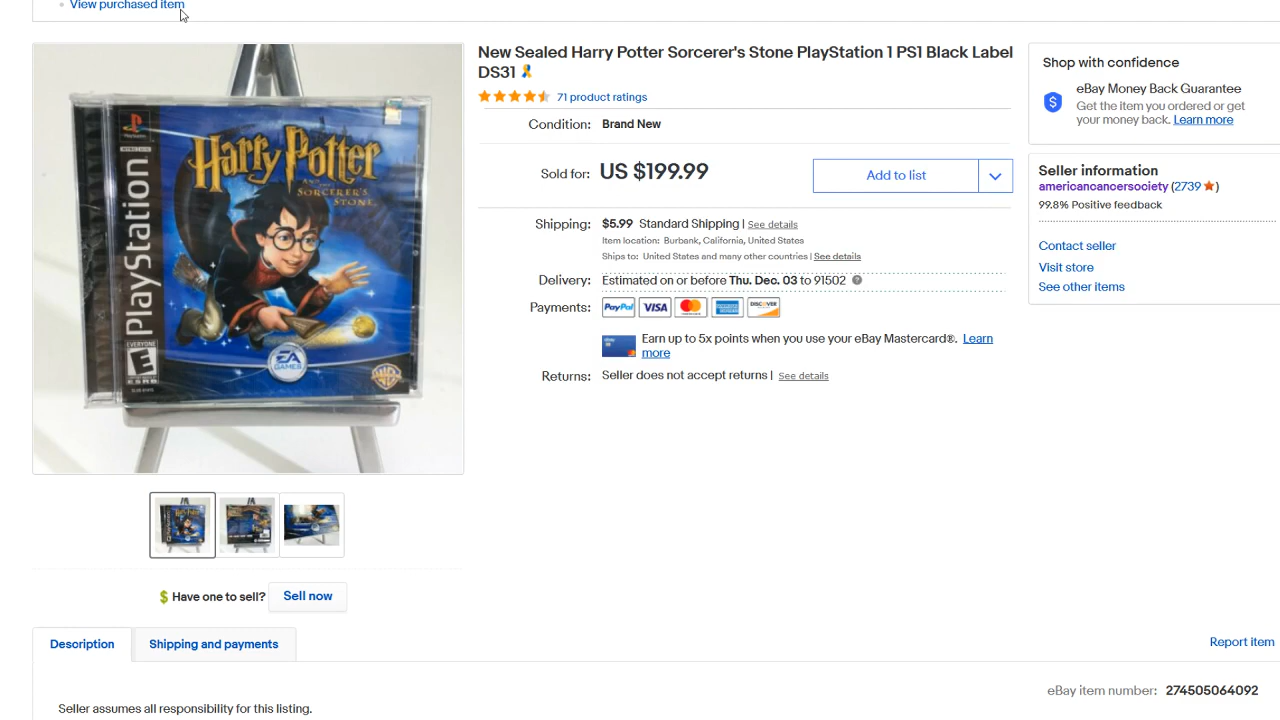 View purchased item
New Sealed Harry Potter Sorcerer's Stone PlayStation 1 PS1 Black Label
DS31
71 product ratings
Condition: Brand New
Sold for: US $199.99
Add to list
Shipping: $5.99 Standard Shipping | See details
Item location: Burbank, California, United States
Ships to: United States and many other countries | See details
Delivery: Estimated on or before Thu. Dec. 03 to 91502
Payments: PayPal VISA DISCOVER
Earn up to 5x points when you use your eBay Mastercard®. Learn
more
Returns: Seller does not accept returns | See details
Shop with confidence
eBay Money Back Guarantee
Get the item you ordered or get
your money back. Learn more
Seller information
americancancersociety (2739)
99.8% Positive feedback
Contact seller
Visit store
See other items
PlayStation
Harry Potter
AND THE
SORCERER'S
STONE
EVERYONE
E
ESRB
EA
GAMES
WB
$ Have one to sell? Sell now
Description
Shipping and payments
Report item
eBay item number: 274505064092
Seller assumes all responsibility for this listing.